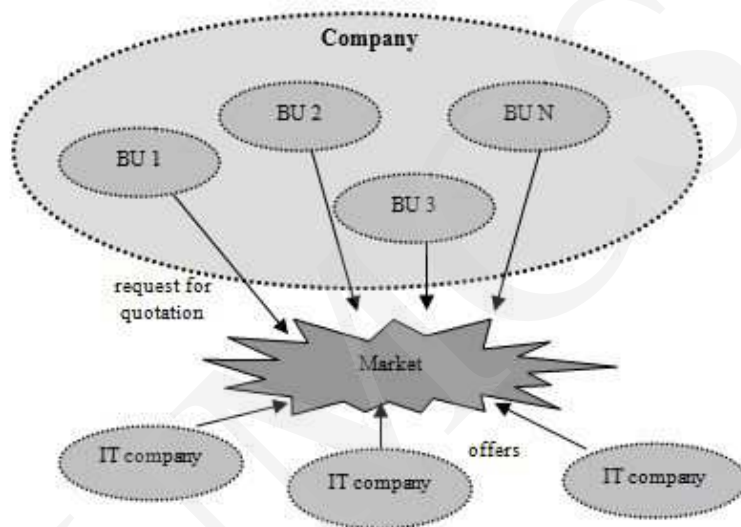 Company
BU 1
BU 2
BU N
BU 3
request for
quotation
Market
IT company
offers
IT company
IT company